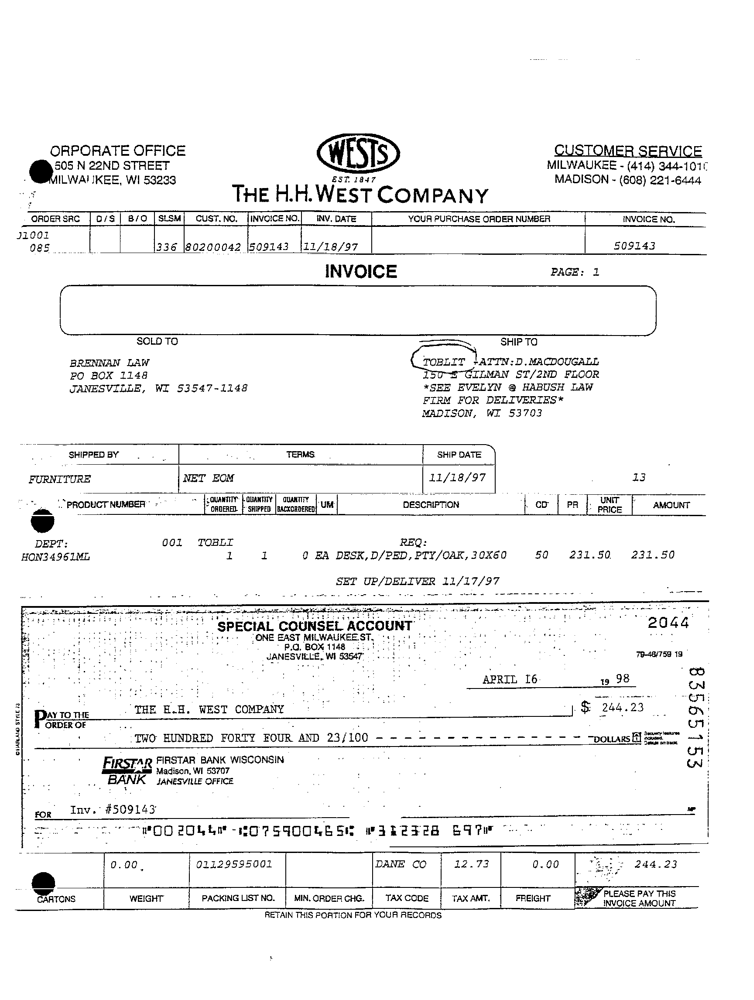 ORPORATE OFFICE
505 N 22ND STREET
MILWAUKEE, WI 53233
WESTS
EST. 1847
THE H.H. WEST COMPANY
CUSTOMER SERVICE
MILWAUKEE - (414) 344-1010
MADISON - (608) 221-6444
ORDER SRC D/S B/O SLSM CUST. NO. INVOICE NO. INV. DATE YOUR PURCHASE ORDER NUMBER INVOICE NO.
J1001
085 336 80200042 509143 11/18/97 509143
INVOICE PAGE: 1
SOLD TO
BRENNAN LAW
PO BOX 1148
JANESVILLE, WI 53547-1148
SHIP TO
TOBLIT -ATTN:D.MACDOUGALL
150 E GILMAN ST/2ND FLOOR
*SEE EVELYN @ HABUSH LAW
FIRM FOR DELIVERIES*
MADISON, WI 53703
SHIPPED BY TERMS SHIP DATE
FURNITURE NET EOM 11/18/97 13
PRODUCT NUMBER QUANTITY ORDERED QUANTITY SHIPPED QUANTITY BACKORDERED UM DESCRIPTION CD PR UNIT PRICE AMOUNT
DEPT: 001 TOBLI REQ:
HON34961ML 1 1 0 EA DESK,D/PED,PTY/OAK,30X60 50 231.50 231.50
SET UP/DELIVER 11/17/97
SPECIAL COUNSEL ACCOUNT 2044
ONE EAST MILWAUKEE ST.
P.O. BOX 1148
JANESVILLE, WI 53547
79-48/759 19
APRIL 16 19 98
PAY TO THE ORDER OF THE H.H. WEST COMPANY $ 244.23
TWO HUNDRED FORTY FOUR AND 23/100 - - - - - - - - - - - - - - - - - - - - - DOLLARS
Security features included. Details on back.
FIRSTAR BANK
FIRSTAR BANK WISCONSIN
Madison, WI 53707
JANESVILLE OFFICE
FOR Inv. #509143
MP
⑈002044⑈ ⑆075900465⑆ ⑈312328 697⑈
83565153
0.00 01129595001 DANE CO 12.73 0.00 244.23
CARTONS WEIGHT PACKING LIST NO. MIN. ORDER CHG. TAX CODE TAX AMT. FREIGHT PLEASE PAY THIS INVOICE AMOUNT
RETAIN THIS PORTION FOR YOUR RECORDS